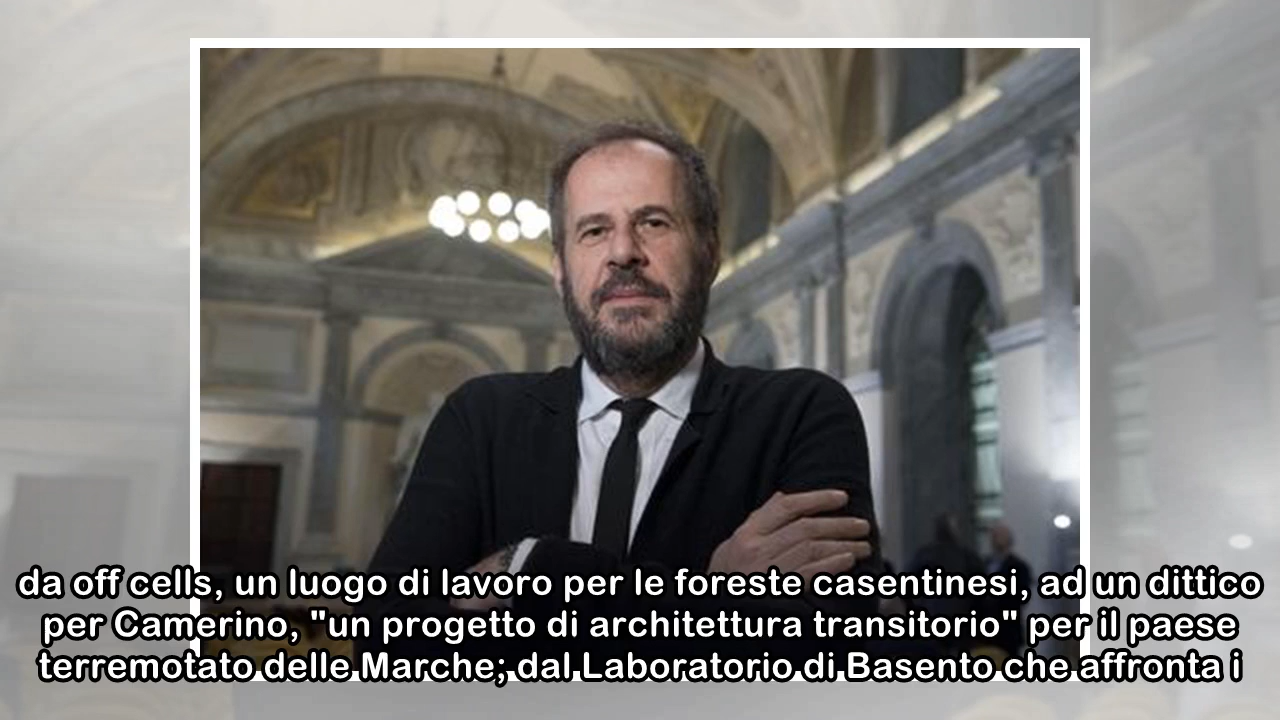 da off cells, un luogo di lavoro per le foreste casentinesi, ad un dittico
per Camerino, "un progetto di architettura transitorio" per il paese
terremotato delle Marche; dal Laboratorio di Basento che affronta i